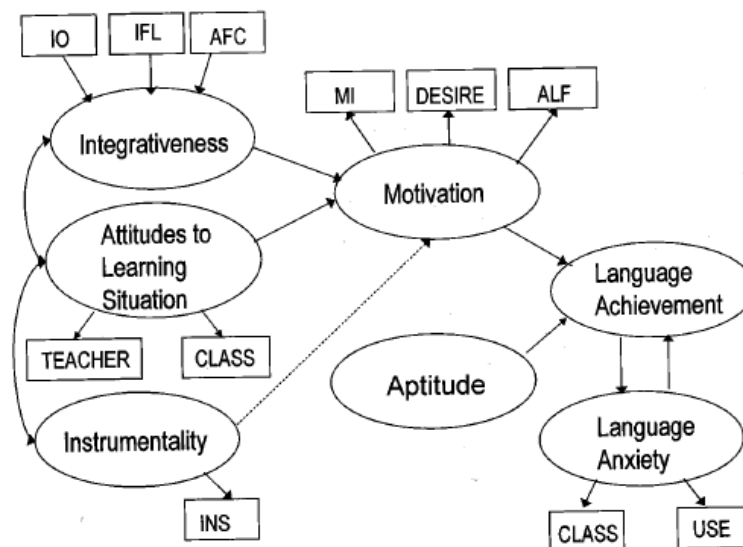 IO
IFL
AFC
MI
DESIRE
ALF
Integrativeness
Motivation
Attitudes to
Learning
Situation
Language
Achievement
TEACHER
CLASS
Aptitude
Instrumentality
Language
Anxiety
INS
CLASS
USE